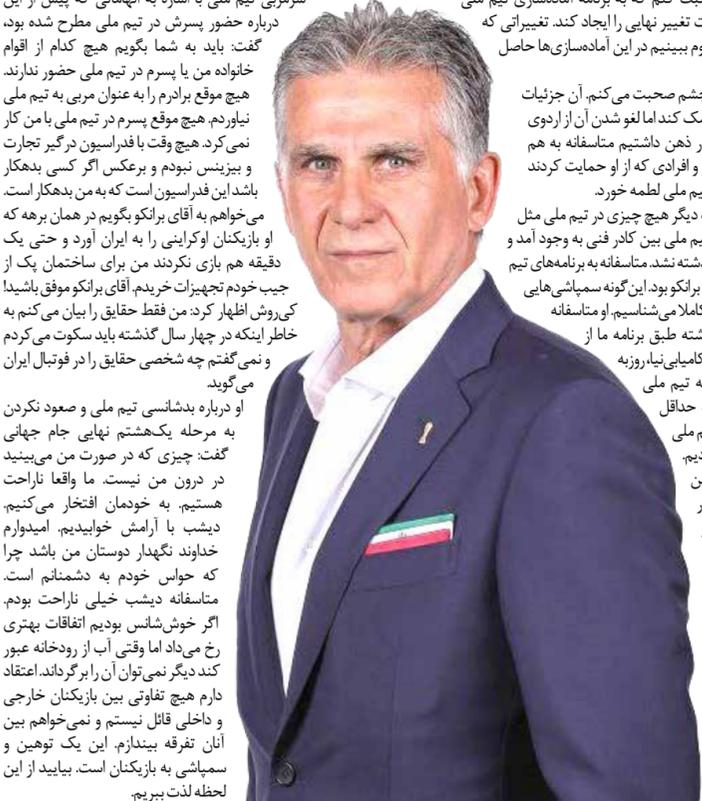 صحبت کنم که به برنامه آماده‌سازی تیم ملی
ت تغییر نهایی را ایجاد کند. تغییراتی که
وم ببینیم در این آماده‌سازی‌ها حاصل
چشم صحبت می‌کنم. آن جزئیات
مک کند اما لغو شدن آن از اردوی
ر ذهن داشتیم متاسفانه به هم
و افرادی که از او حمایت کردند
یم ملی لطمه خورد.
دیگر هیچ چیزی در تیم ملی مثل
یم ملی بین کادر فنی به وجود آمد و
شته نشد. متاسفانه به برنامه‌های تیم
برانکو بود. این گونه سمپاشی‌هایی
کاملا می‌شناسیم. او متاسفانه
شته طبق برنامه ما از
کامیابی‌نیا، روزبه
ه تیم ملی
حداقل
م ملی
دیم.
ن
ر
سرمربی تیم ملی با اشاره به اتهاماتی که پیش از این
درباره حضور پسرش در تیم ملی مطرح شده بود،
گفت: باید به شما بگویم هیچ کدام از اقوام
خانواده من یا پسرم در تیم ملی حضور ندارند.
هیچ موقع برادرم را به عنوان مربی به تیم ملی
نیاوردم. هیچ موقع پسرم در تیم ملی با من کار
نمی‌کرد. هیچ وقت با فدراسیون درگیر تجارت
و بیزینس نبودم و برعکس اگر کسی بدهکار
باشد این فدراسیون است که به من بدهکار است.
می‌خواهم به آقای برانکو بگویم در همان برهه که
او بازیکنان اوکراینی را به ایران آورد و حتی یک
دقیقه هم بازی نکردند من برای ساختمان پک از
جیب خودم تجهیزات خریدم. آقای برانکو موفق باشید!
کی‌روش اظهار کرد: من فقط حقایق را بیان می‌کنم به
خاطر اینکه در چهار سال گذشته باید سکوت می‌کردم
و نمی‌گفتم چه شخصی حقایق را در فوتبال ایران
می‌گوید.
او درباره بدشانسی تیم ملی و صعود نکردن
به مرحله یک‌هشتم نهایی جام جهانی
گفت: چیزی که در صورت من می‌بینید
در درون من نیست. ما واقعا ناراحت
هستیم. به خودمان افتخار می‌کنیم.
دیشب با آرامش خوابیدیم. امیدوارم
خداوند نگهدار دوستان من باشد چرا
که حواس خودم به دشمنانم است.
متاسفانه دیشب خیلی ناراحت بودم.
اگر خوش‌شانس بودیم اتفاقات بهتری
رخ می‌داد اما وقتی آب از رودخانه عبور
کند دیگر نمی‌توان آن را برگرداند. اعتقاد
دارم هیچ تفاوتی بین بازیکنان خارجی
و داخلی قائل نیستم و نمی‌خواهم بین
آنان تفرقه بیندازم. این یک توهین و
سمپاشی به بازیکنان است. بیایید از این
لحظه لذت ببریم.